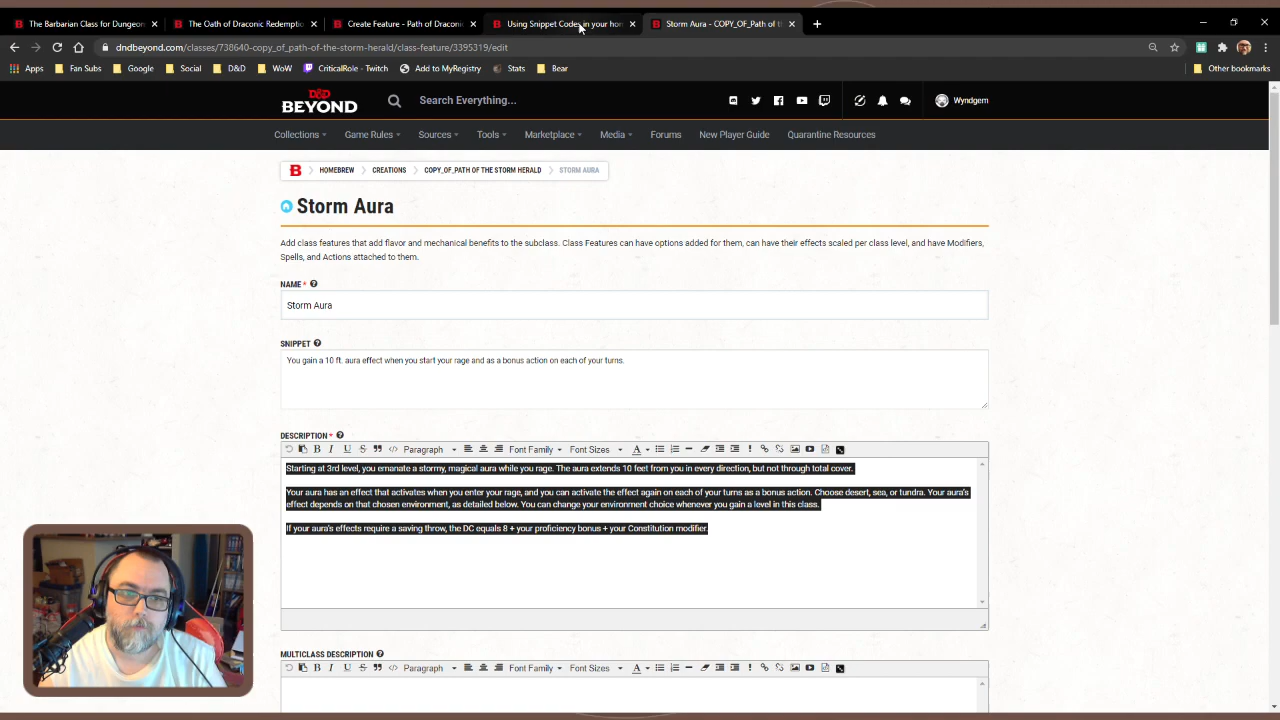 The Barbarian Class for Dungeon
The Oath of Draconic Redemptio
Create Feature - Path of Draconic
Using Snippet Codes in your hom
Storm Aura - COPY_OF_Path of t
dndbeyond.com/classes/738640-copy_of_path-of-the-storm-herald/class-feature/3395319/edit
Apps Fan Subs Google Social D&D WoW CriticalRole - Twitch Add to MyRegistry Stats Bear Other bookmarks
D&D
BEYOND
Search Everything...
Wyndgem
Collections Game Rules Sources Tools Marketplace Media Forums New Player Guide Quarantine Resources
HOMEBREW CREATIONS COPY_OF_PATH OF THE STORM HERALD STORM AURA
Storm Aura
Add class features that add flavor and mechanical benefits to the subclass. Class Features can have options added for them, can have their effects scaled per class level, and have Modifiers,
Spells, and Actions attached to them.
NAME *
Storm Aura
SNIPPET
You gain a 10 ft. aura effect when you start your rage and as a bonus action on each of your turns.
DESCRIPTION *
Paragraph Font Family Font Sizes
Starting at 3rd level, you emanate a stormy, magical aura while you rage. The aura extends 10 feet from you in every direction, but not through total cover.
Your aura has an effect that activates when you enter your rage, and you can activate the effect again on each of your turns as a bonus action. Choose desert, sea, or tundra. Your aura's
effect depends on that chosen environment, as detailed below. You can change your environment choice whenever you gain a level in this class.
If your aura's effects require a saving throw, the DC equals 8 + your proficiency bonus + your Constitution modifier.
MULTICLASS DESCRIPTION
Paragraph Font Family Font Sizes